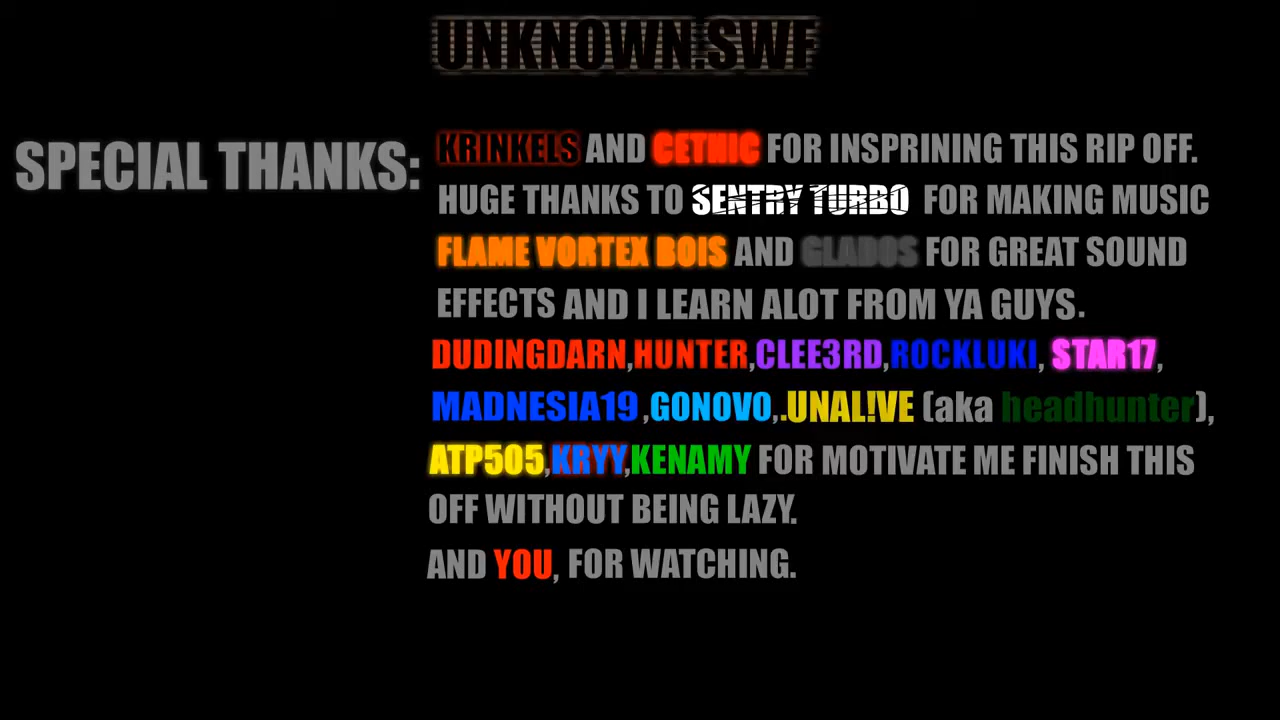 UNKNOWN.SWF
SPECIAL THANKS:
KRINKELS AND CETHIC FOR INSPRINING THIS RIP OFF.
HUGE THANKS TO SENTRY TURBO FOR MAKING MUSIC
FLAME VORTEX BOIS AND GLADOS FOR GREAT SOUND
EFFECTS AND I LEARN ALOT FROM YA GUYS.
DUDINGDARN,HUNTER,CLEE3RD,ROCKLUKI, STAR17,
MADNESIA19 ,GONOVO,.UNAL!VE (aka headhunter),
ATP505,KRYY,KENAMY FOR MOTIVATE ME FINISH THIS
OFF WITHOUT BEING LAZY.
AND YOU, FOR WATCHING.